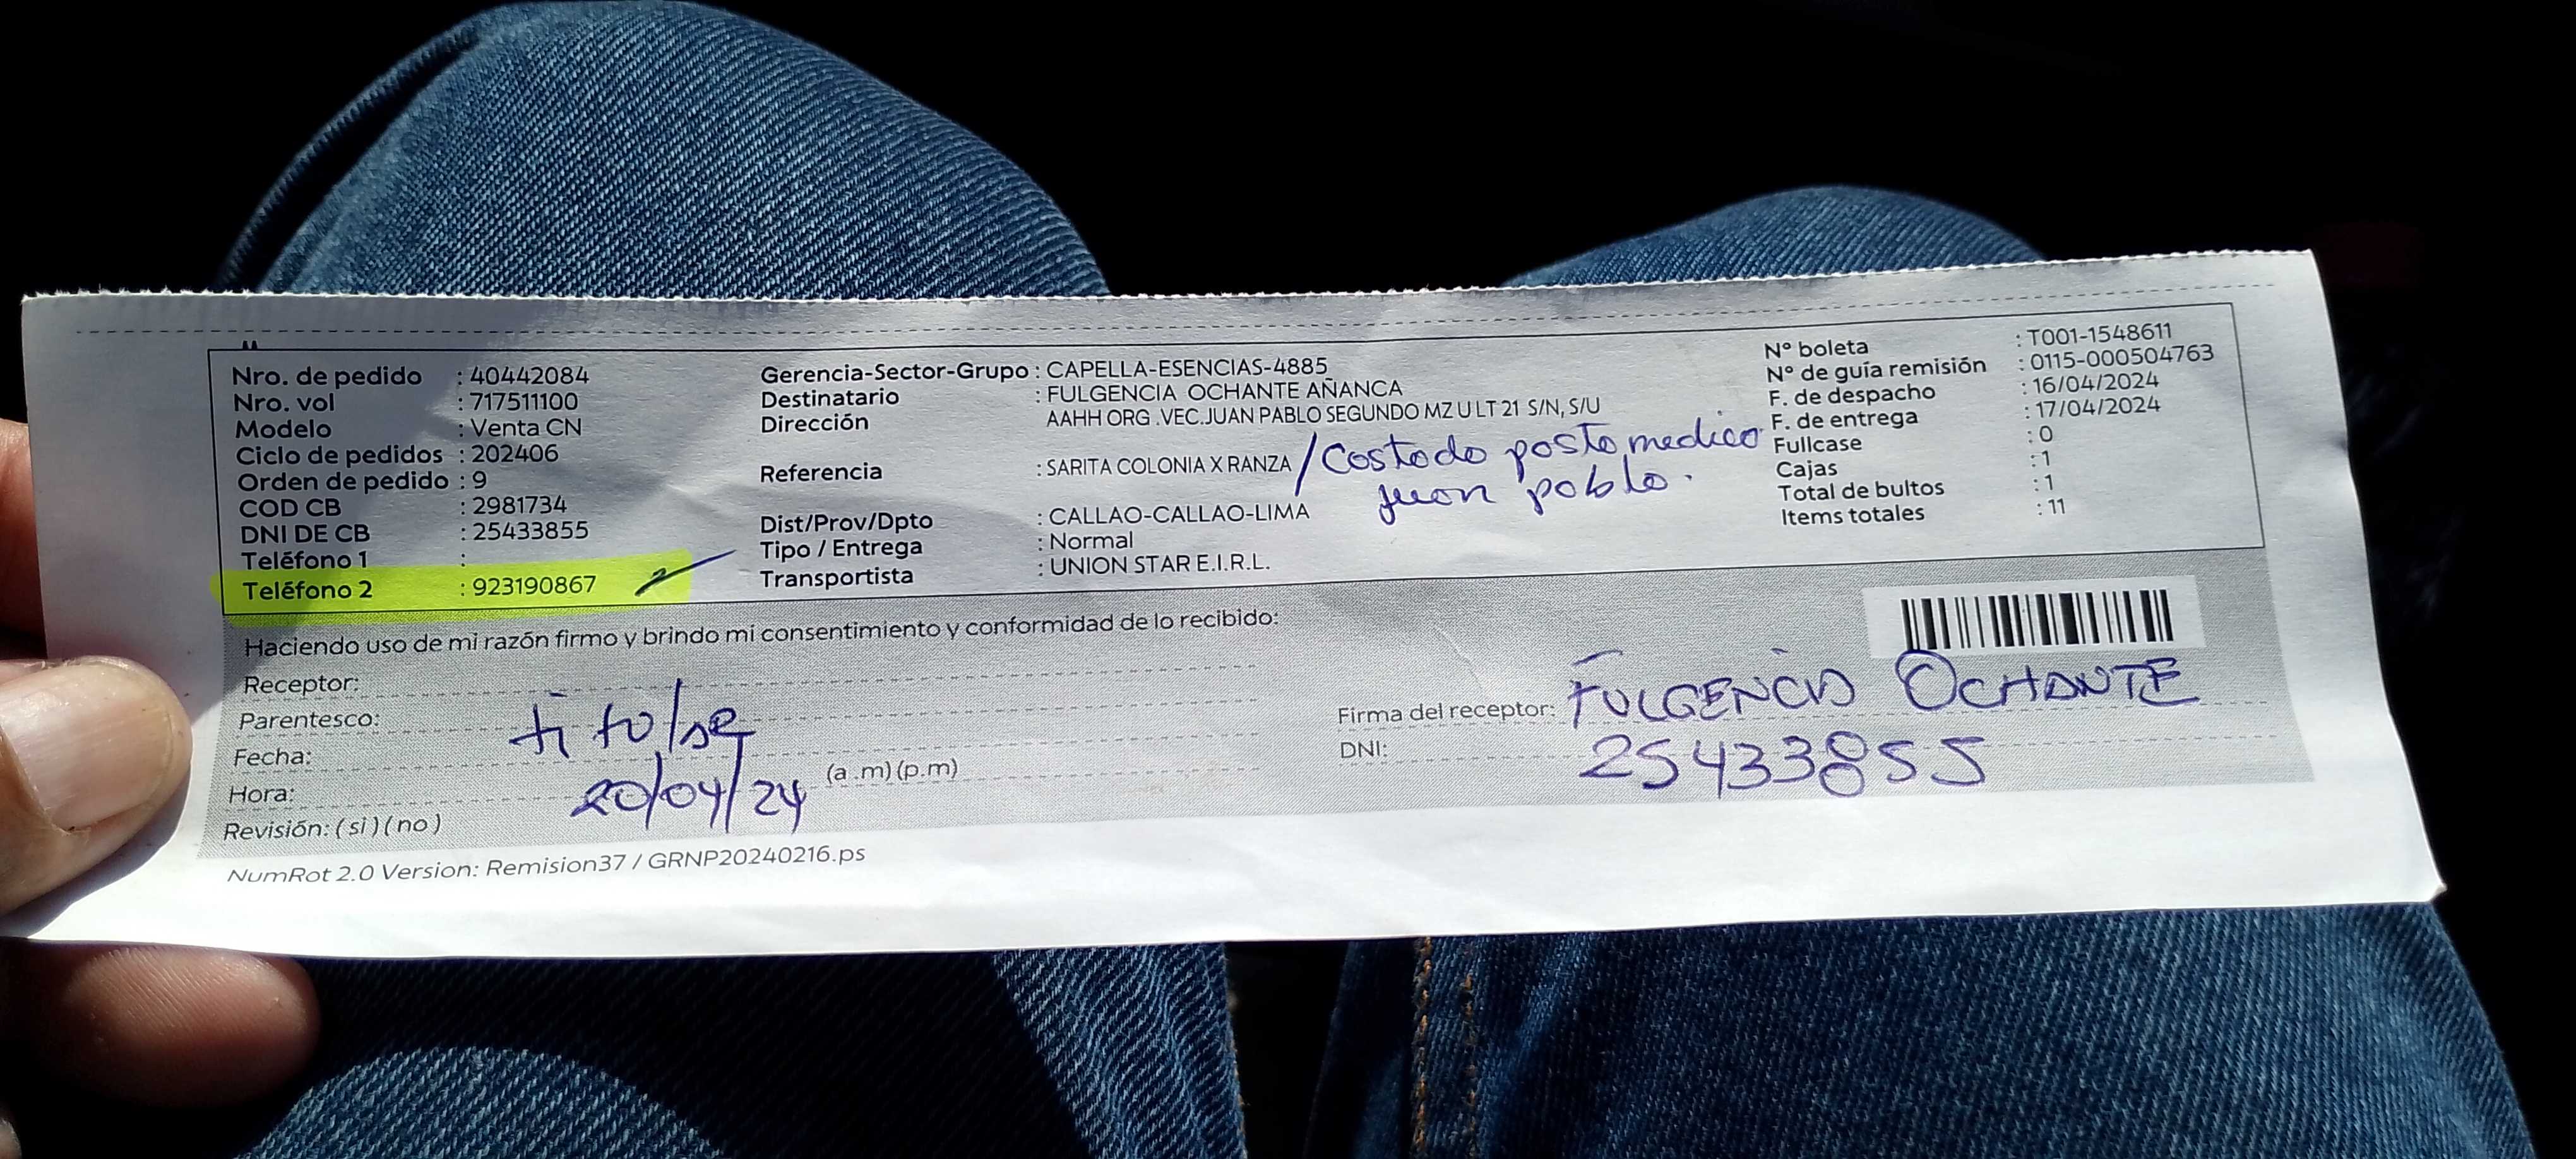 Nro. de pedido : 40442084
Nro. vol : 717511100
Modelo : Venta CN
Ciclo de pedidos : 202406
Orden de pedido : 9
COD CB : 2981734
DNI DE CB : 25433855
Teléfono 1 :
Teléfono 2 : 923190867
Gerencia-Sector-Grupo : CAPELLA-ESENCIAS-4885
Destinatario : FULGENCIA OCHANTE AÑANCA
Dirección AAHH ORG .VEC.JUAN PABLO SEGUNDO MZ U LT 21 S/N, S/U
Referencia : SARITA COLONIA X RANZA / Costado posta medico
juan pablo.
Dist/Prov/Dpto : CALLAO-CALLAO-LIMA
Tipo / Entrega : Normal
Transportista : UNION STAR E.I.R.L.
N° boleta : T001-1548611
N° de guía remisión : 0115-000504763
F. de despacho : 16/04/2024
F. de entrega : 17/04/2024
Fullcase : 0
Cajas : 1
Total de bultos : 1
Items totales : 11
Haciendo uso de mi razón firmo y brindo mi consentimiento y conformidad de lo recibido:
Receptor:
Parentesco:
Fecha:
Hora: 20/04/24 (a.m)(p.m)
Revisión: ( si ) ( no )
Firma del receptor: FULGENCIA OCHANTE
DNI: 25433855
NumRot 2.0 Version: Remision37 / GRNP20240216.ps